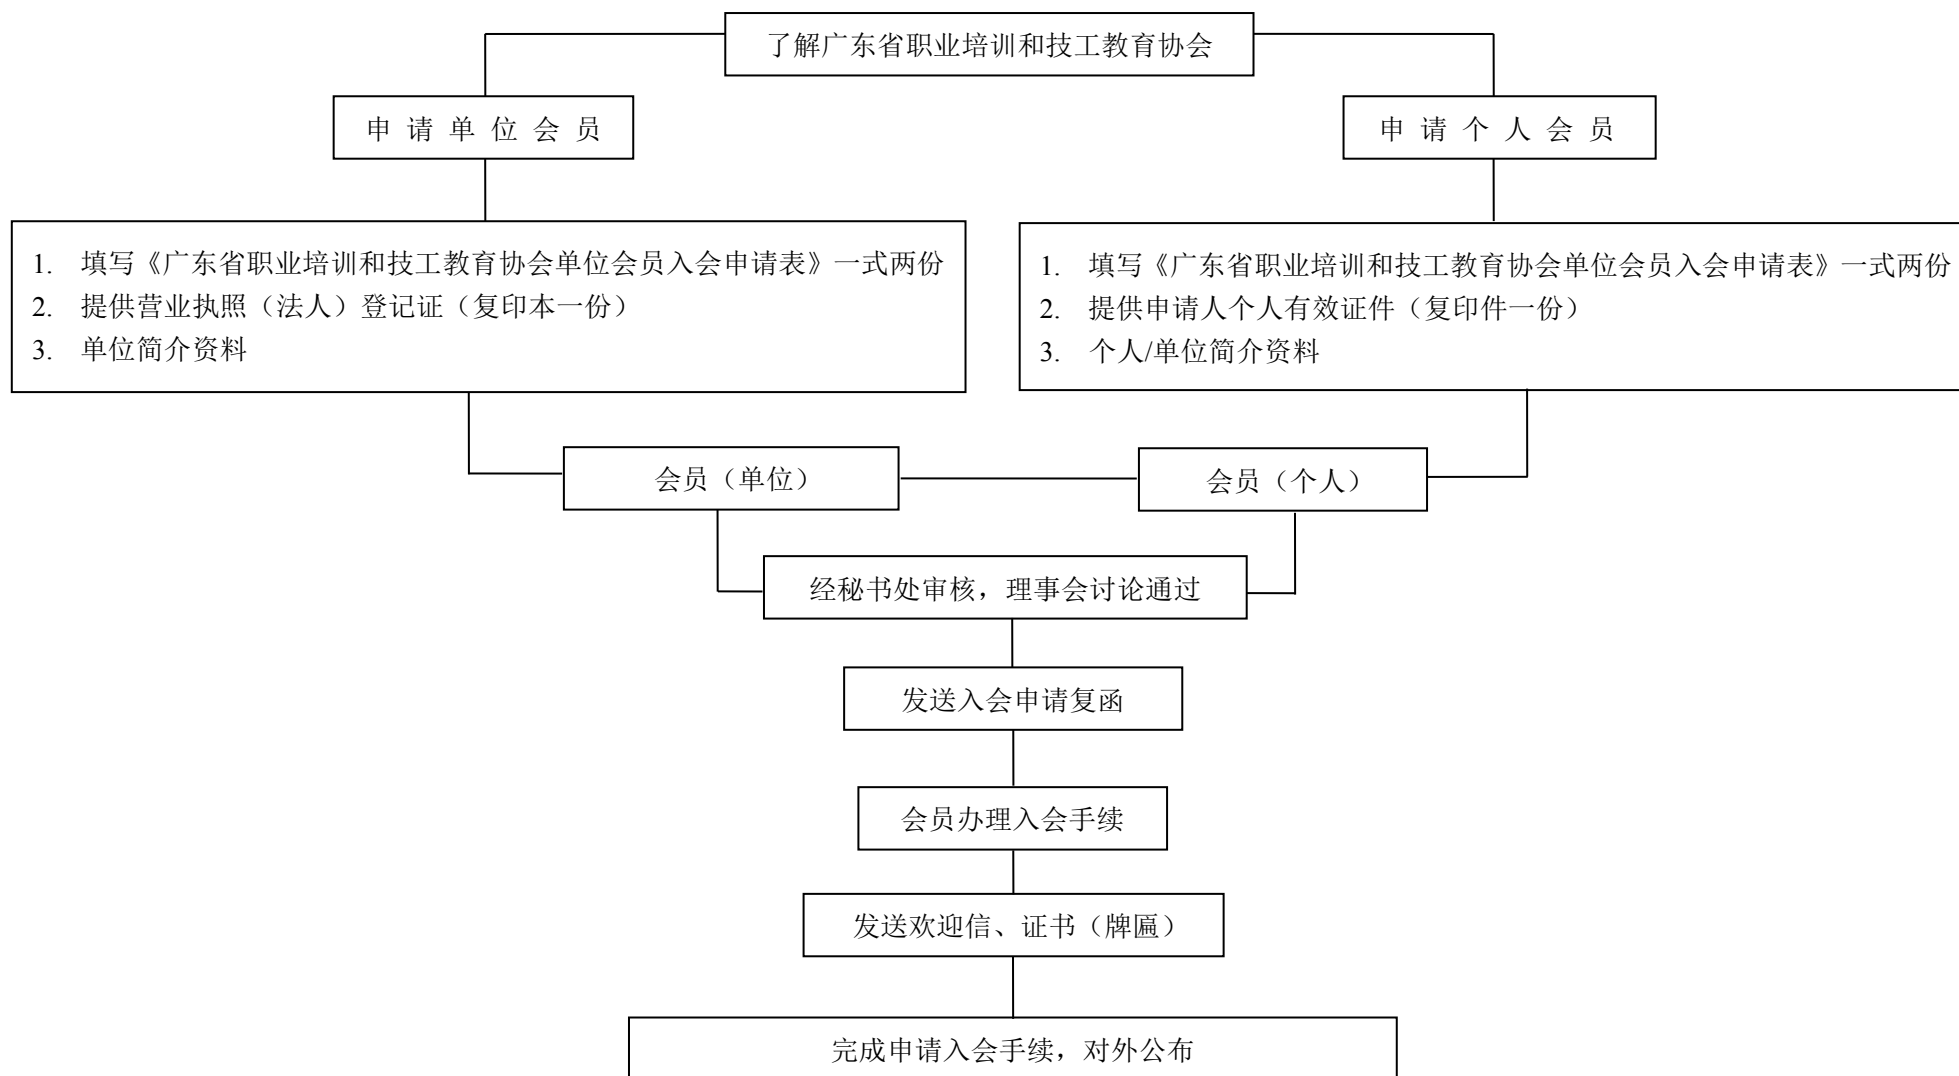 了解广东省职业培训和技工教育协会
申请单位会员
申请个人会员
1. 填写《广东省职业培训和技工教育协会单位会员入会申请表》一式两份
2. 提供营业执照（法人）登记证（复印本一份）
3. 单位简介资料
1. 填写《广东省职业培训和技工教育协会单位会员入会申请表》一式两份
2. 提供申请人个人有效证件（复印件一份）
3. 个人/单位简介资料
会员（单位）
会员（个人）
经秘书处审核，理事会讨论通过
发送入会申请复函
会员办理入会手续
发送欢迎信、证书（牌匾）
完成申请入会手续，对外公布